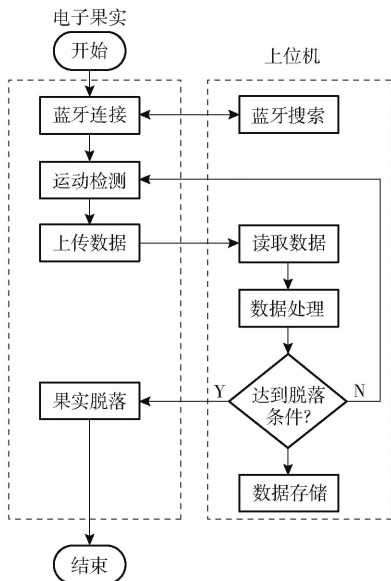 电子果实
开始
上位机
蓝牙连接
蓝牙搜索
运动检测
上传数据
读取数据
数据处理
达到脱落
条件？
Y
N
果实脱落
数据存储
结束